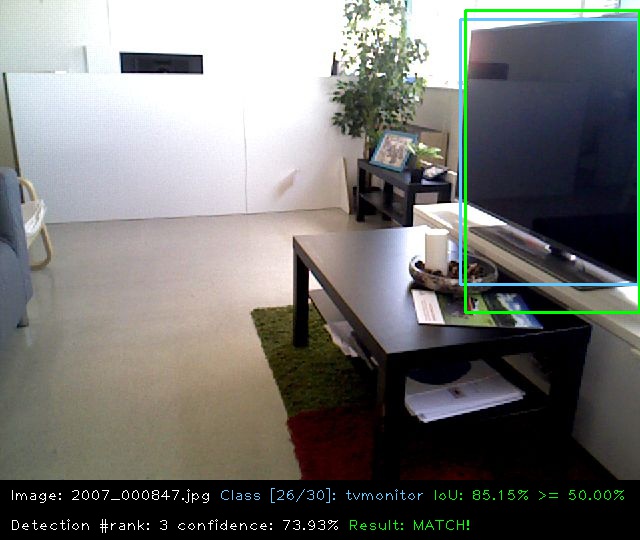 Image: 2007_000847.jpg Class [26/30]: tvmonitor IoU: 85.15% >= 50.00%
Detection #rank: 3 confidence: 73.93% Result: MATCH!